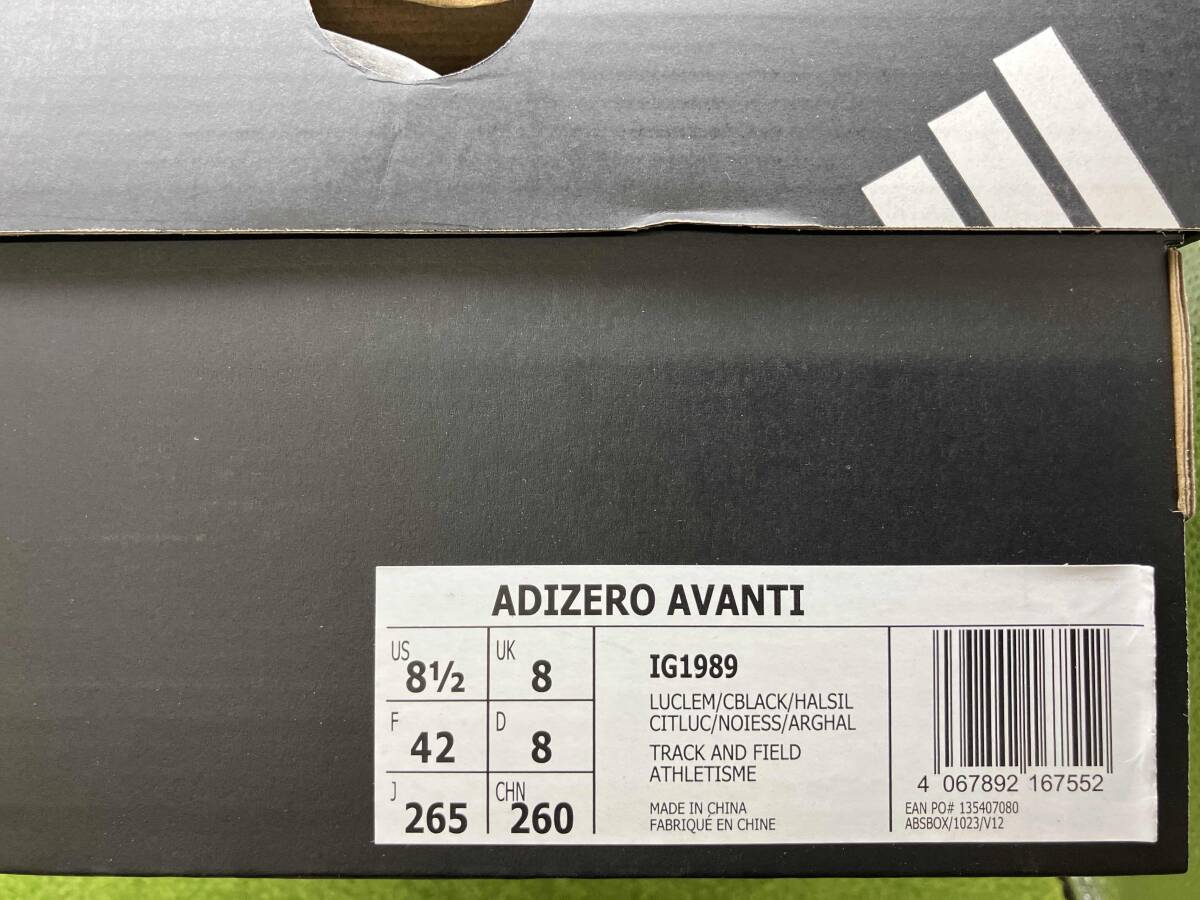 ADIZERO AVANTI
US 8½ UK 8
F 42 D 8
J 265 CHN 260
IG1989
LUCLEM/CBLACK/HALSIL
CITLUC/NOIESS/ARGHAL
TRACK AND FIELD
ATHLETISME
MADE IN CHINA
FABRIQUÉ EN CHINE
4 067892 167552
EAN PO# 135407080
ABSBOX/1023/V12